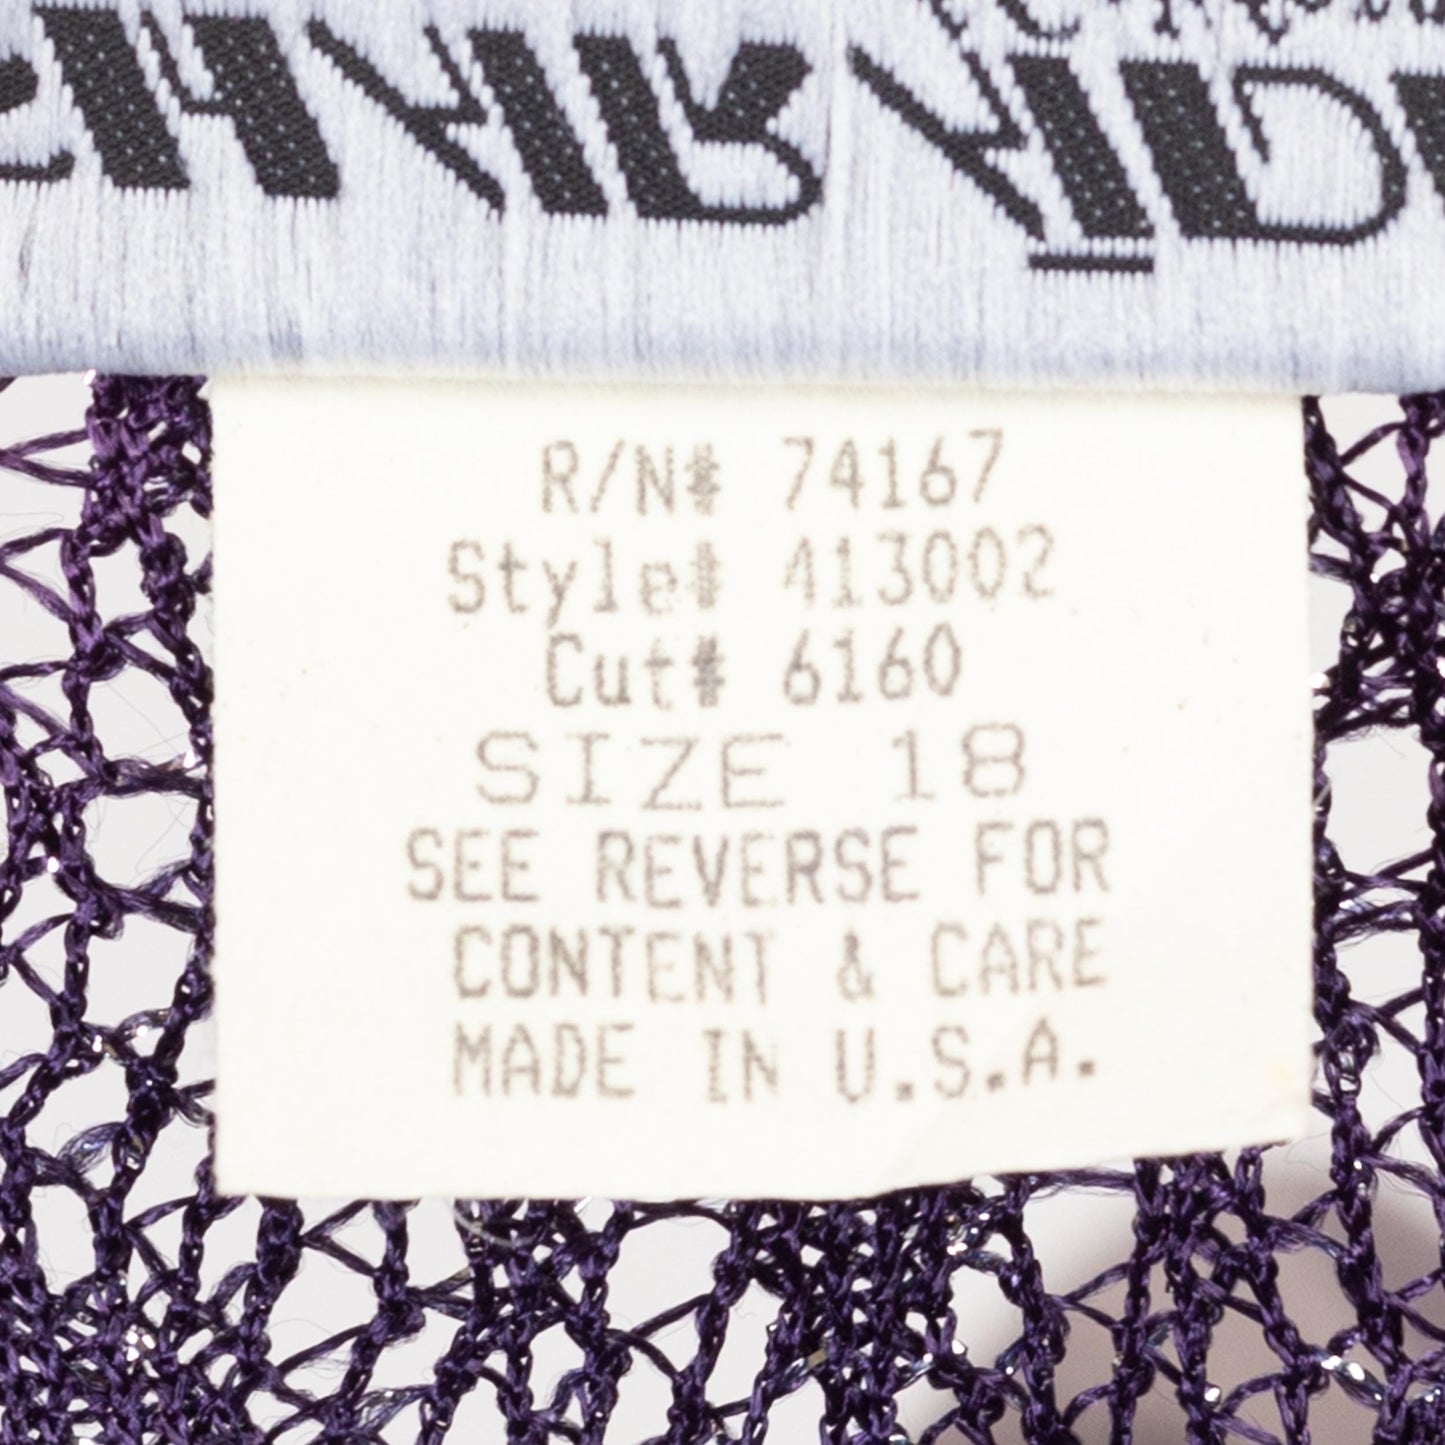 R/N# 74167
Style# 413002
Cut# 6160
SIZE 18
SEE REVERSE FOR
CONTENT & CARE
MADE IN U.S.A.